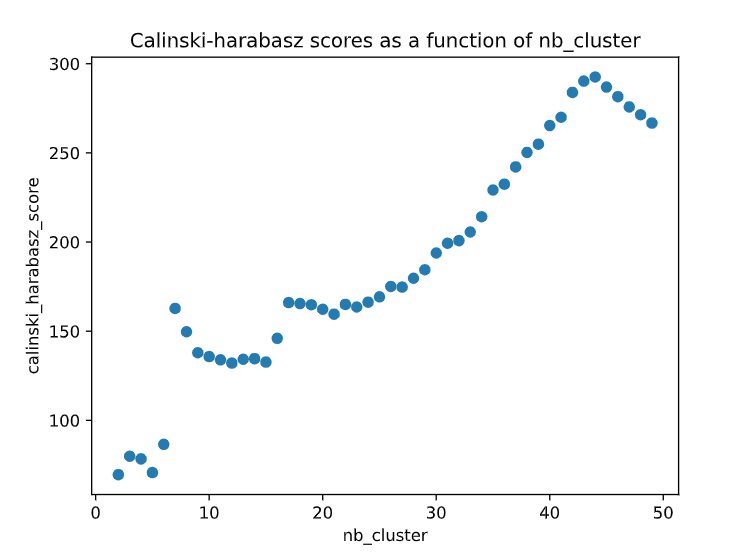 Calinski-harabasz scores as a function of nb_cluster
300
250
200
150
100
calinski_harabasz_score
0 10 20 30 40 50
nb_cluster